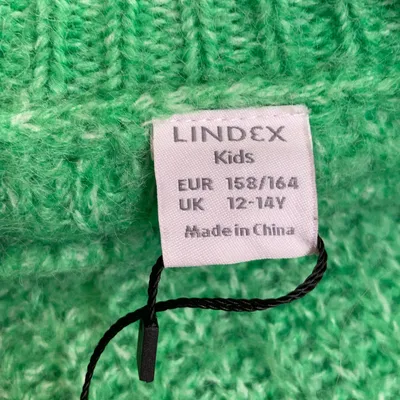 LINDEX
Kids
EUR 158/164
UK 12-14Y
Made in China